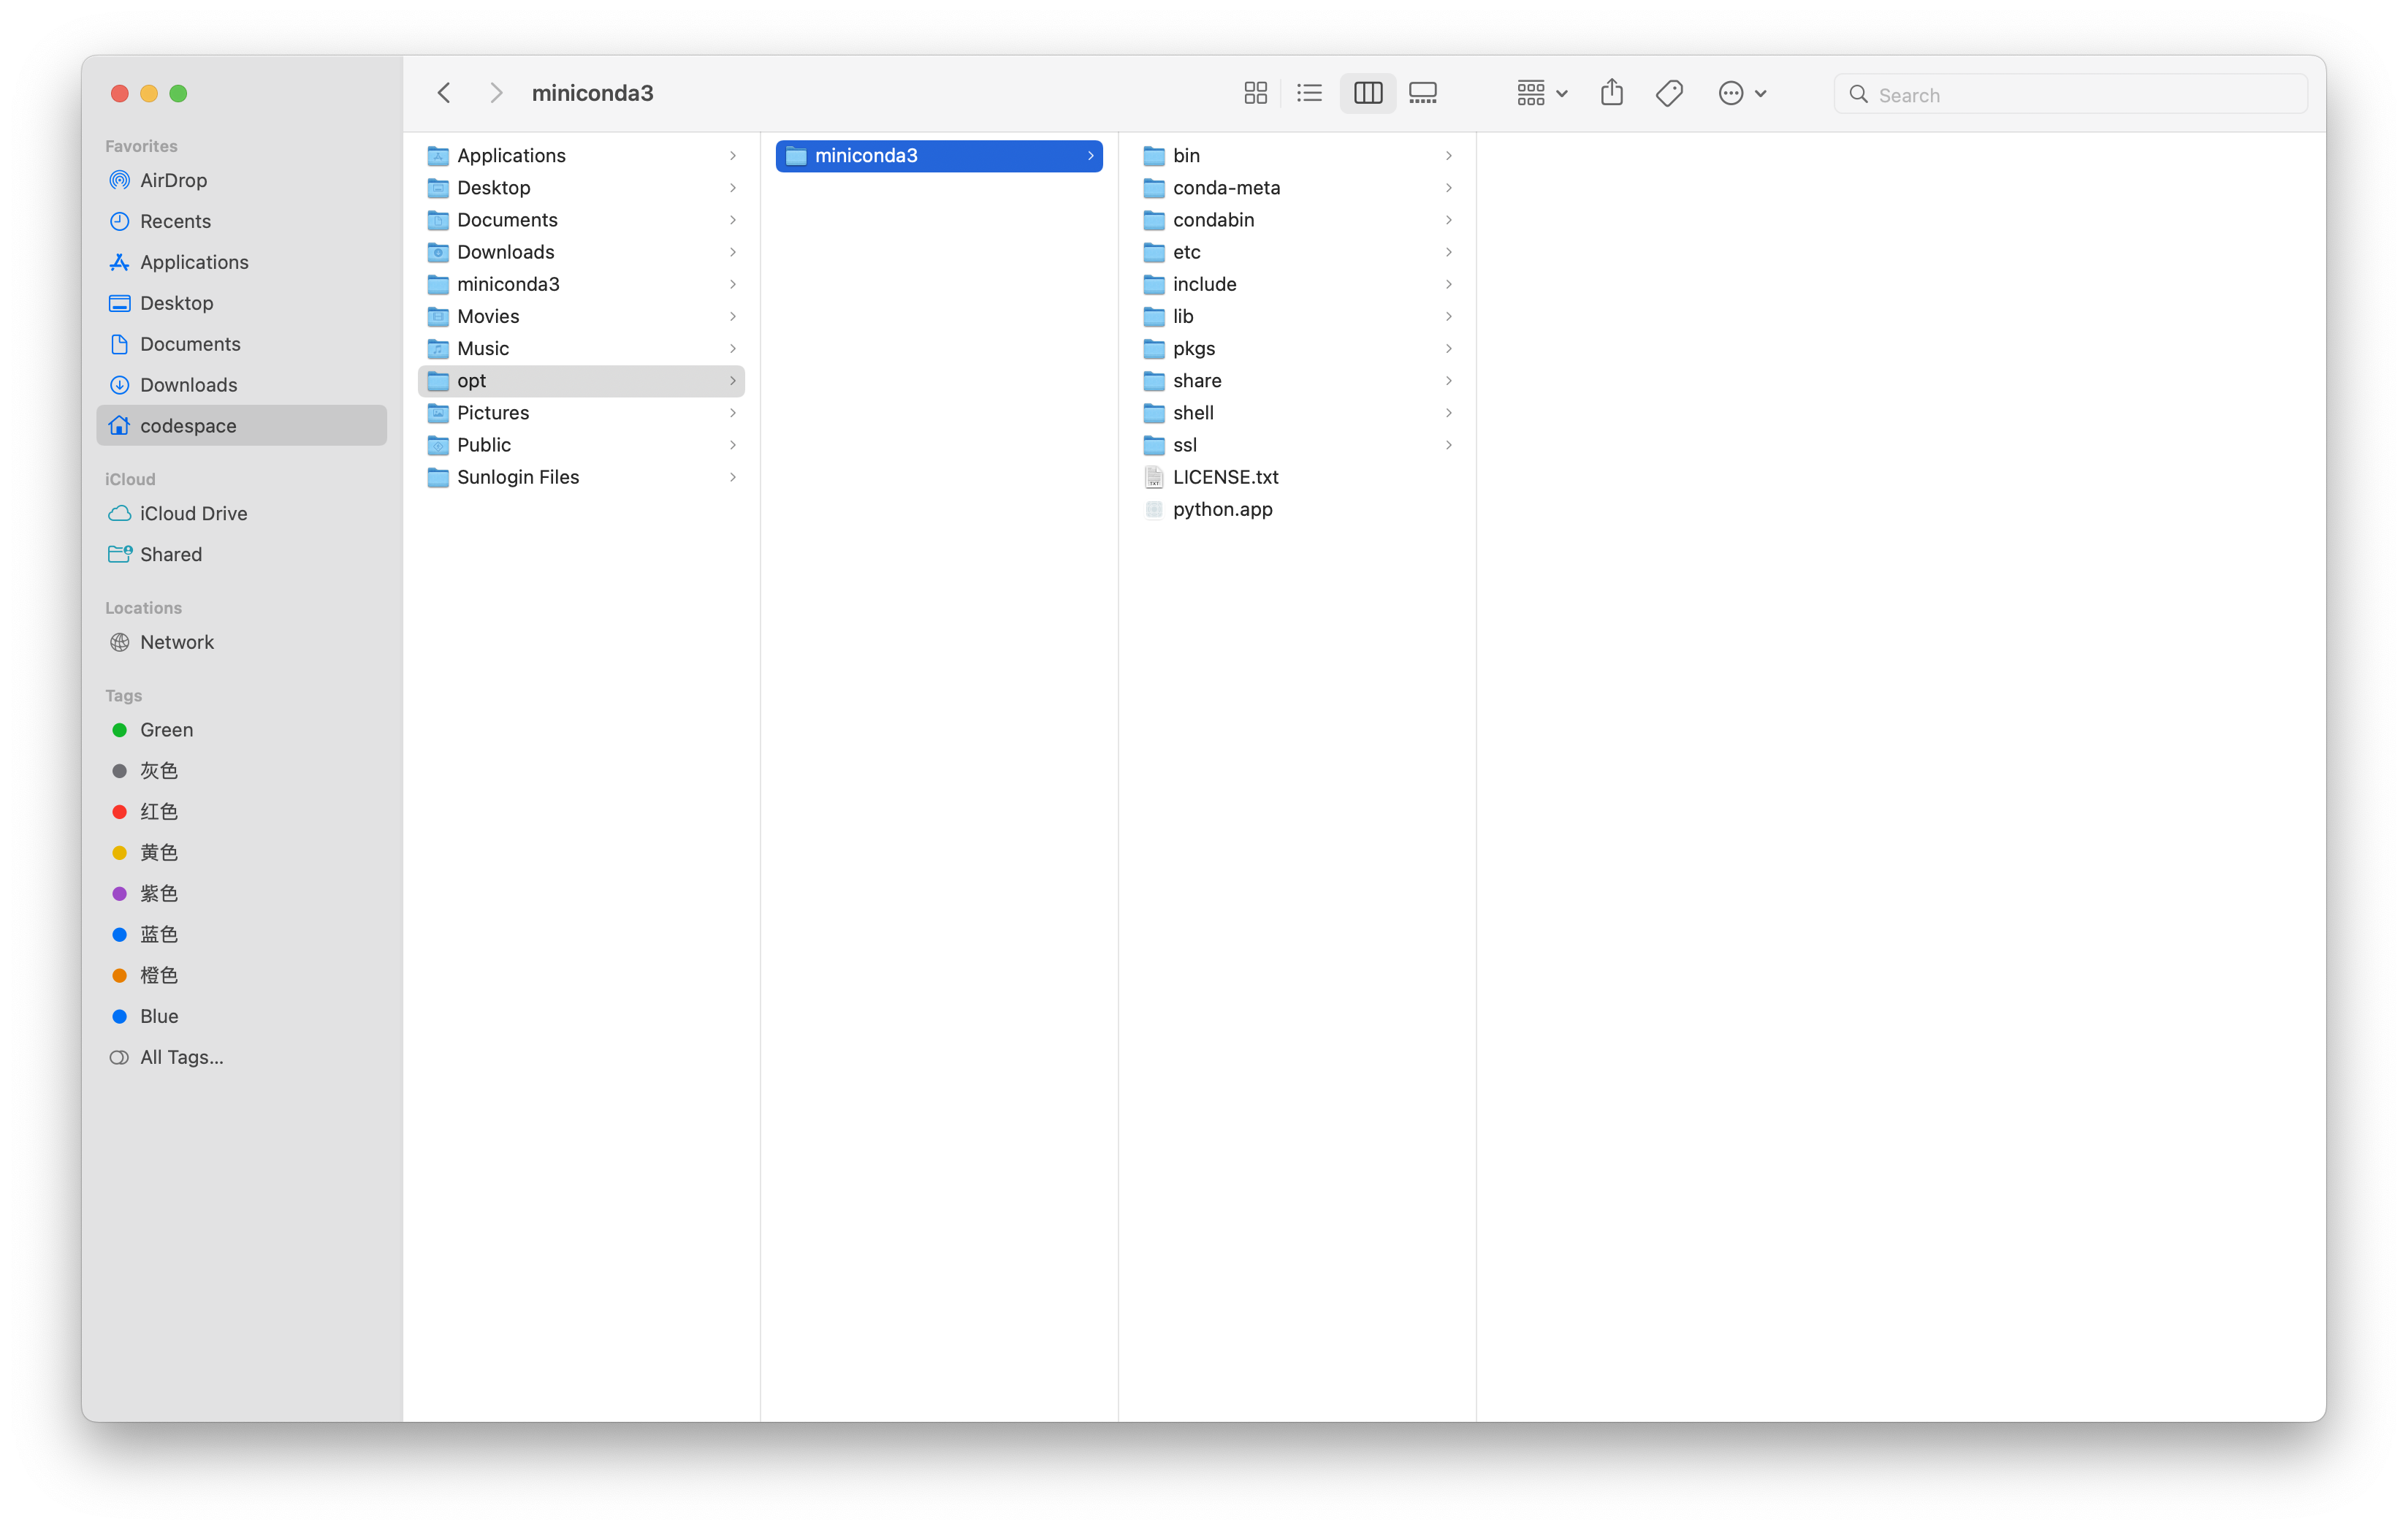 miniconda3
Search
Favorites
AirDrop
Recents
Applications
Desktop
Documents
Downloads
codespace
iCloud
iCloud Drive
Shared
Locations
Network
Tags
Green
灰色
红色
黄色
紫色
蓝色
橙色
Blue
All Tags...
Applications
Desktop
Documents
Downloads
miniconda3
Movies
Music
opt
Pictures
Public
Sunlogin Files
miniconda3
bin
conda-meta
condabin
etc
include
lib
pkgs
share
shell
ssl
LICENSE.txt
python.app